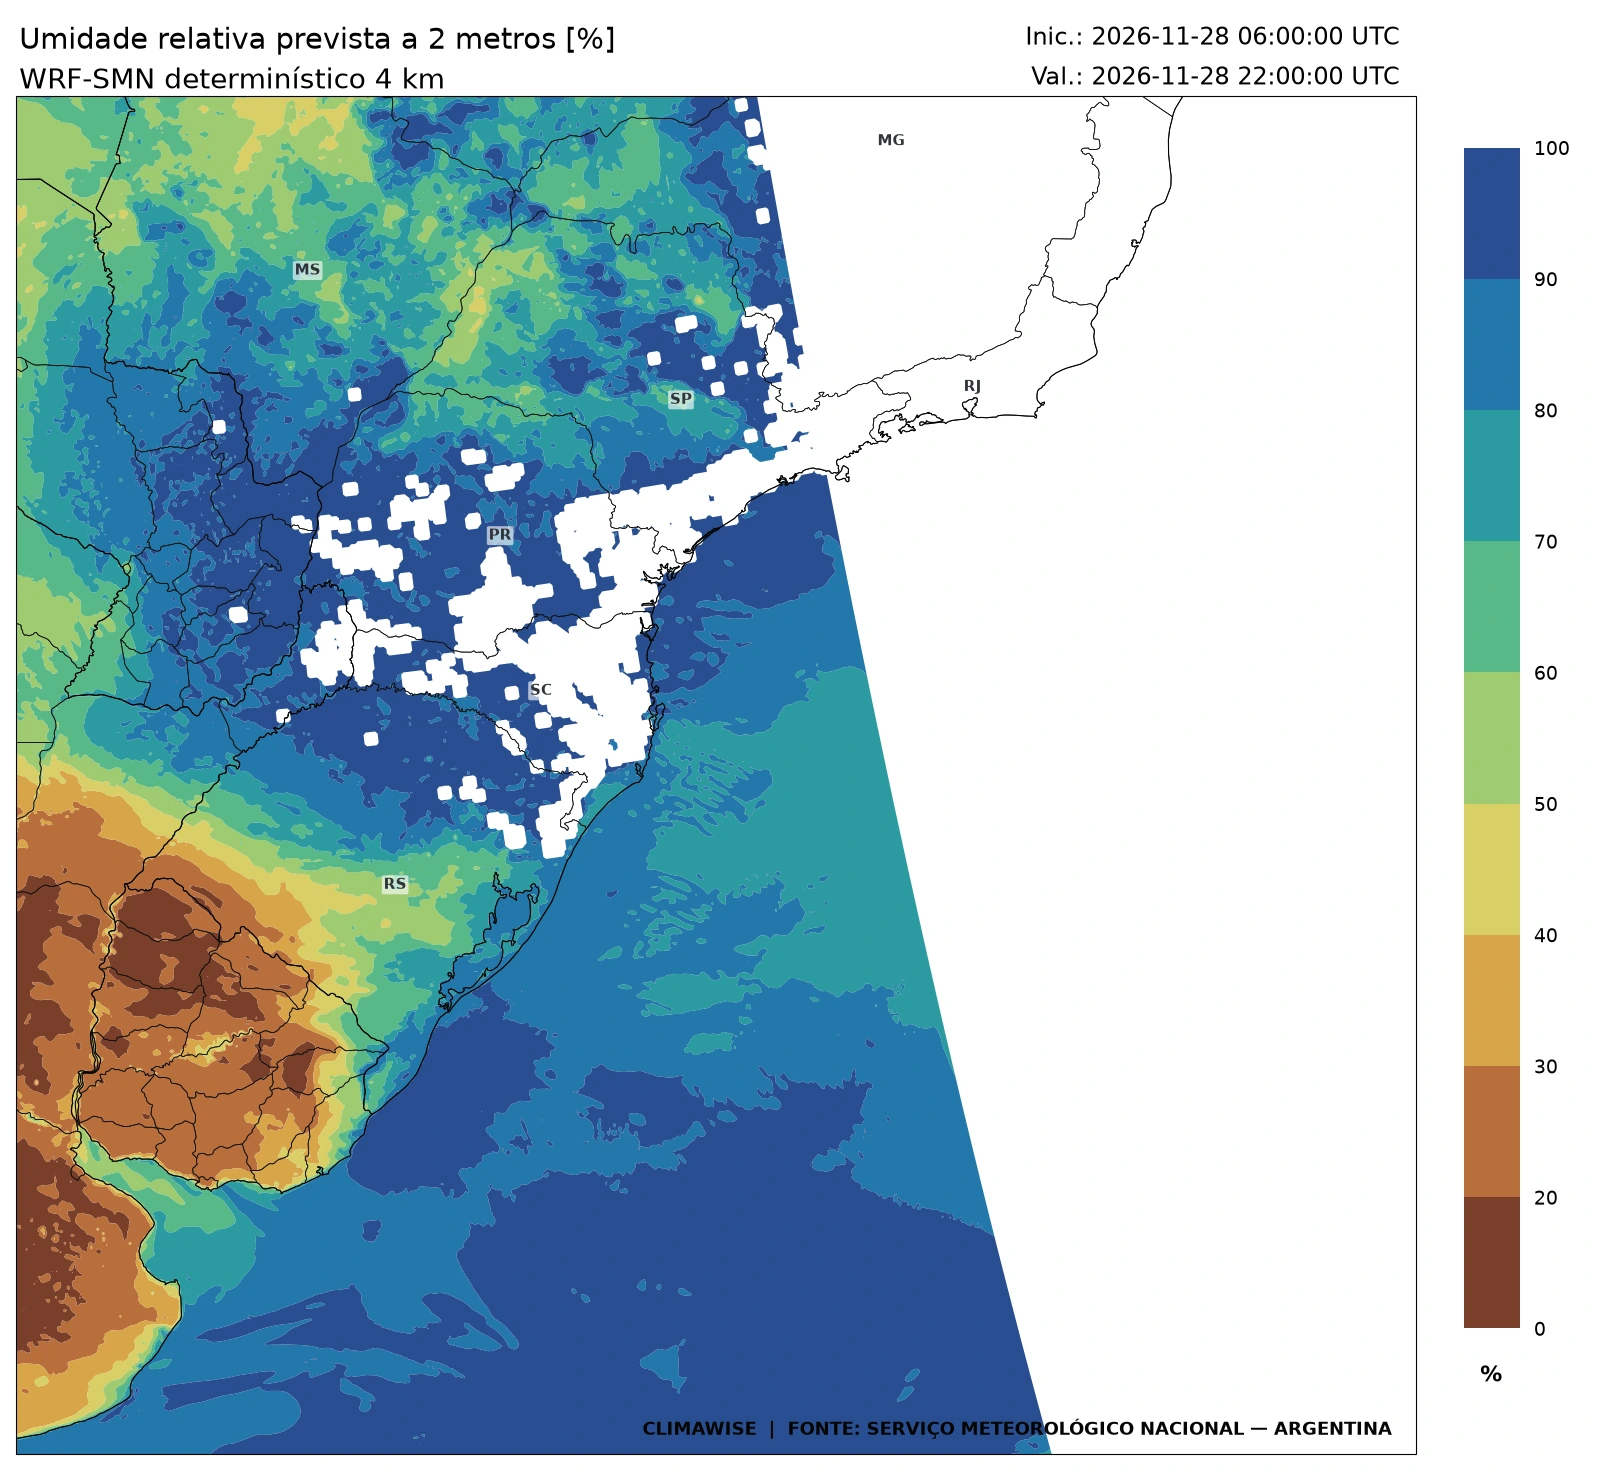 Umidade relativa prevista a 2 metros [%]
WRF-SMN determinístico 4 km
Inic.: 2026-11-28 06:00:00 UTC
Val.: 2026-11-28 22:00:00 UTC
MG
MS
RJ
SP
PR
SC
RS
100
90
80
70
60
50
40
30
20
0
%
CLIMAWISE | FONTE: SERVIÇO METEOROLÓGICO NACIONAL — ARGENTINA